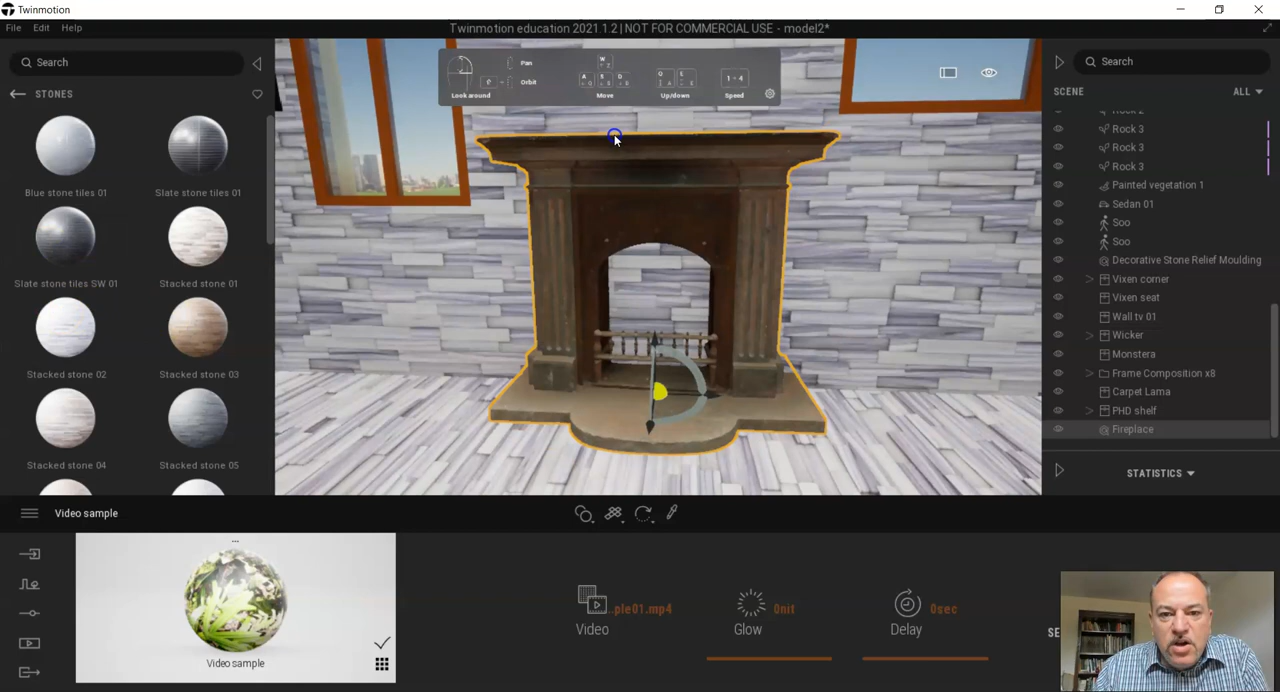 Twinmotion
File Edit Help
Twinmotion education 2021.1.2 | NOT FOR COMMERCIAL USE - model2*
Search
STONES
Blue stone tiles 01
Slate stone tiles 01
Slate stone tiles SW 01
Stacked stone 01
Stacked stone 02
Stacked stone 03
Stacked stone 04
Stacked stone 05
Look around
Pan
Orbit
Move
Up/down
1 - 4
Speed
Search
SCENE ALL
Rock 3
Rock 3
Rock 3
Painted vegetation 1
Sedan 01
Soo
Soo
Decorative Stone Relief Moulding
Vixen corner
Vixen seat
Wall tv 01
Wicker
Monstera
Frame Composition x8
Carpet Lama
PHD shelf
Fireplace
STATISTICS
Video sample
...
Video sample
...ple01.mp4
Video
0nit
Glow
0sec
Delay
SE